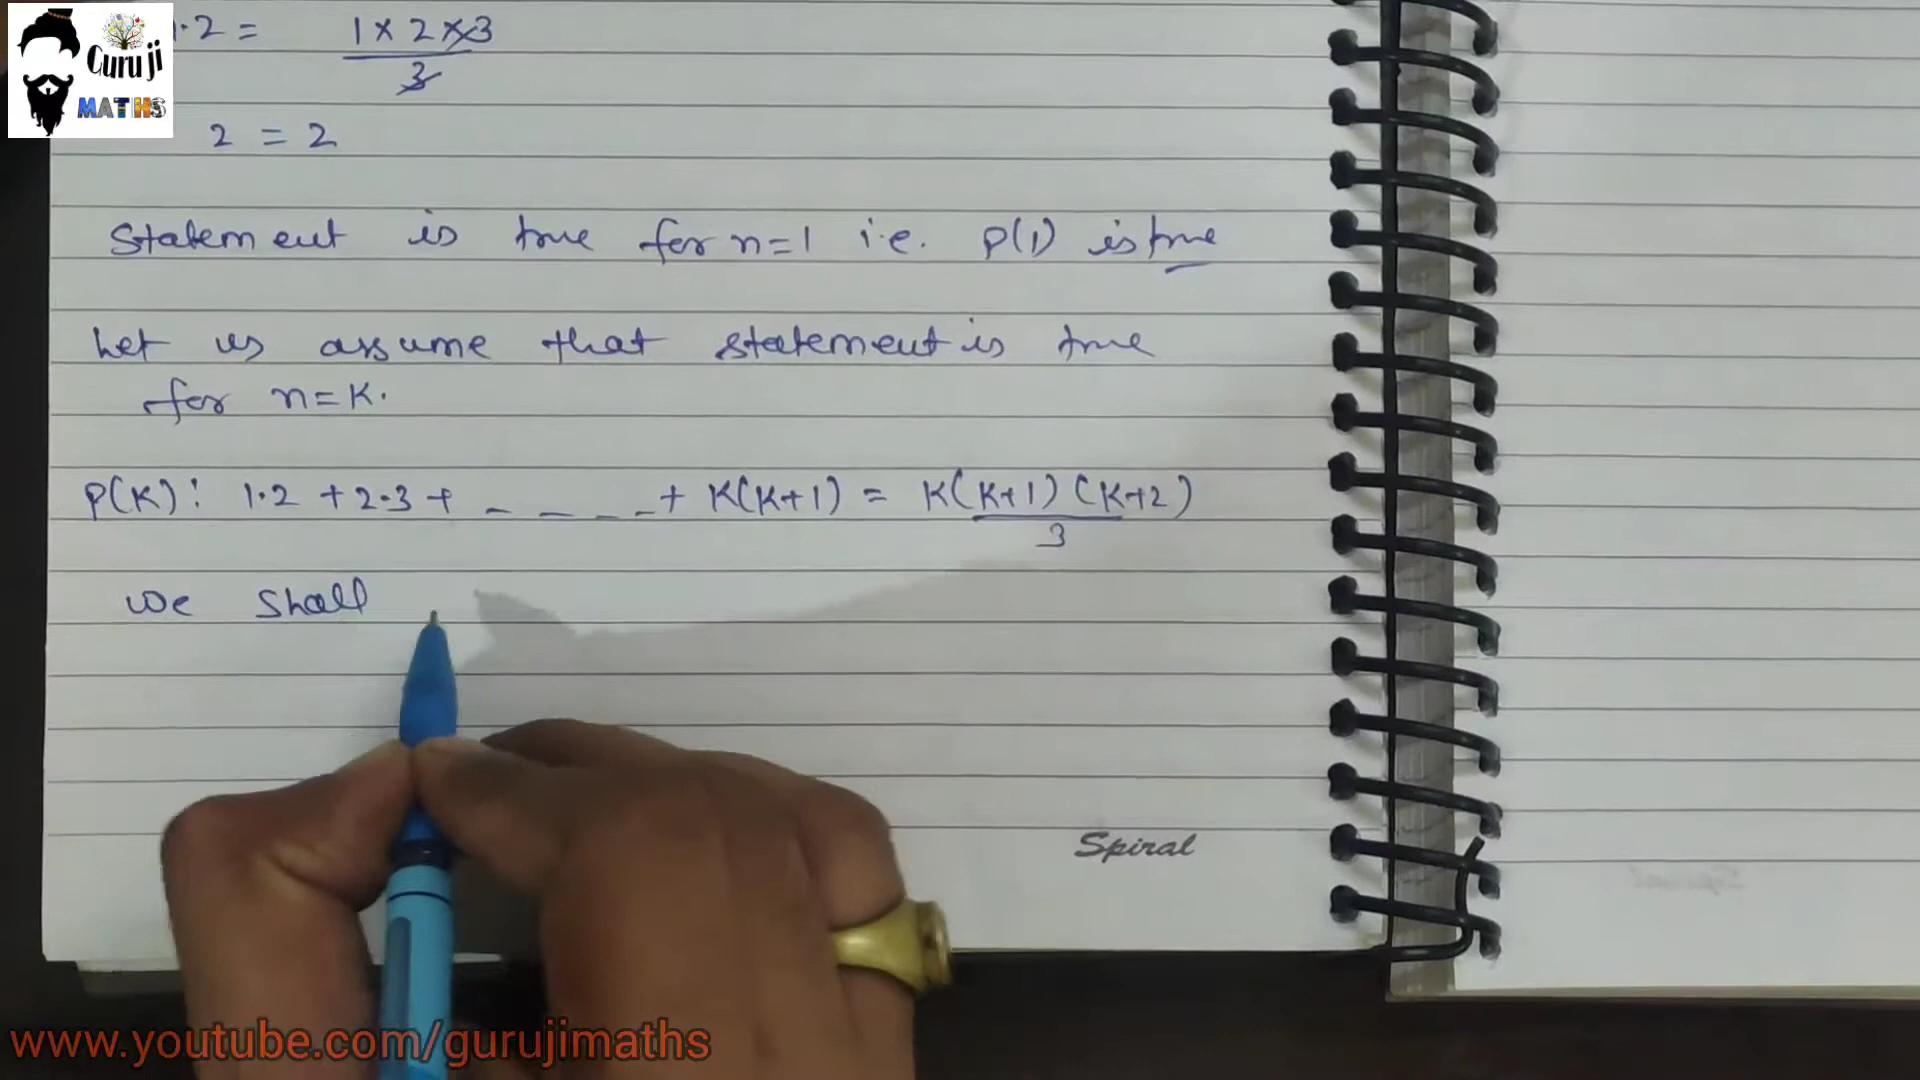 Guru ji
MATHS
1·2 = 1 × 2 × 3
3
2 = 2
Statement is true for n=1 i.e. P(1) is true
Let us assume that statement is true
for n=K.
P(K): 1·2 + 2·3 + _ _ _ _ + K(K+1) = K(K+1)(K+2)
3
we shall
Spiral
www.youtube.com/gurujimaths